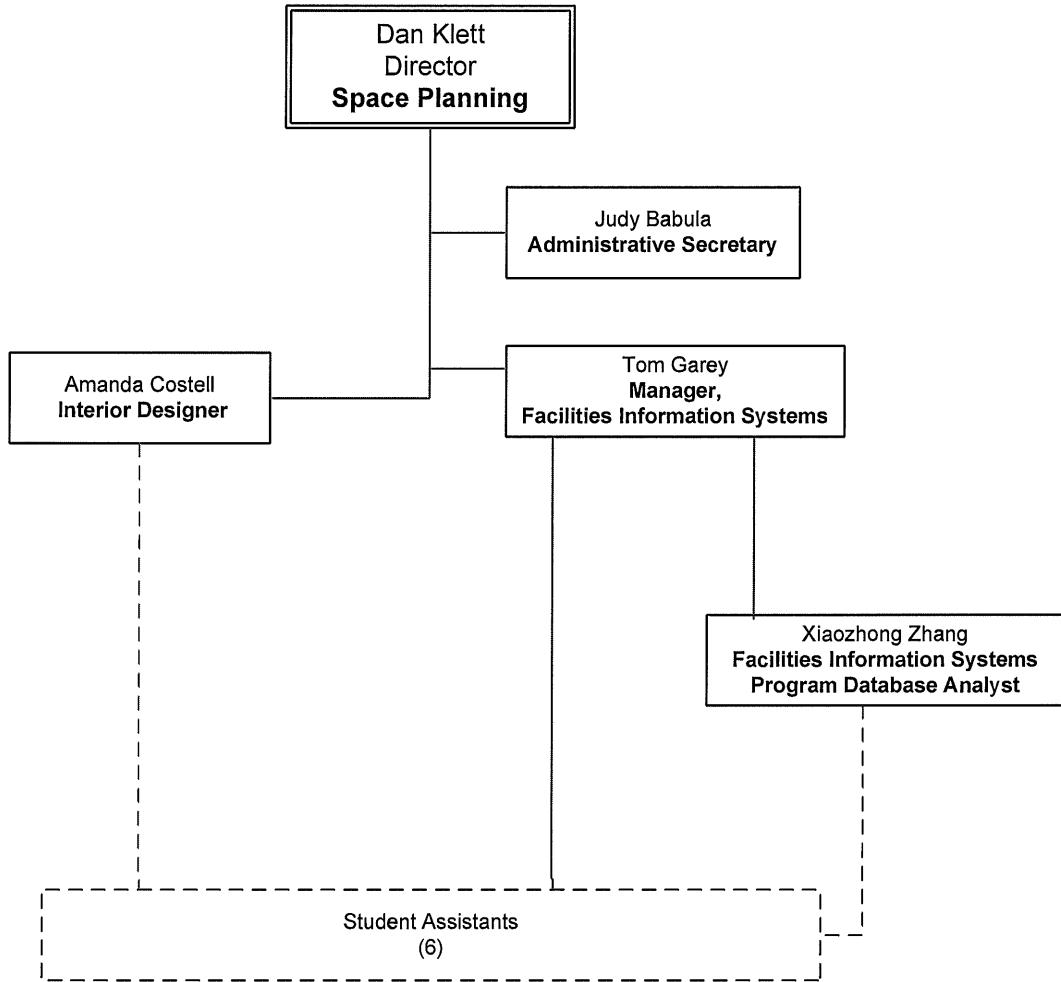 Dan Klett
Director
Space Planning
Judy Babula
Administrative Secretary
Amanda Costell
Interior Designer
Tom Garey
Manager,
Facilities Information Systems
Xiaozhong Zhang
Facilities Information Systems
Program Database Analyst
Student Assistants
(6)